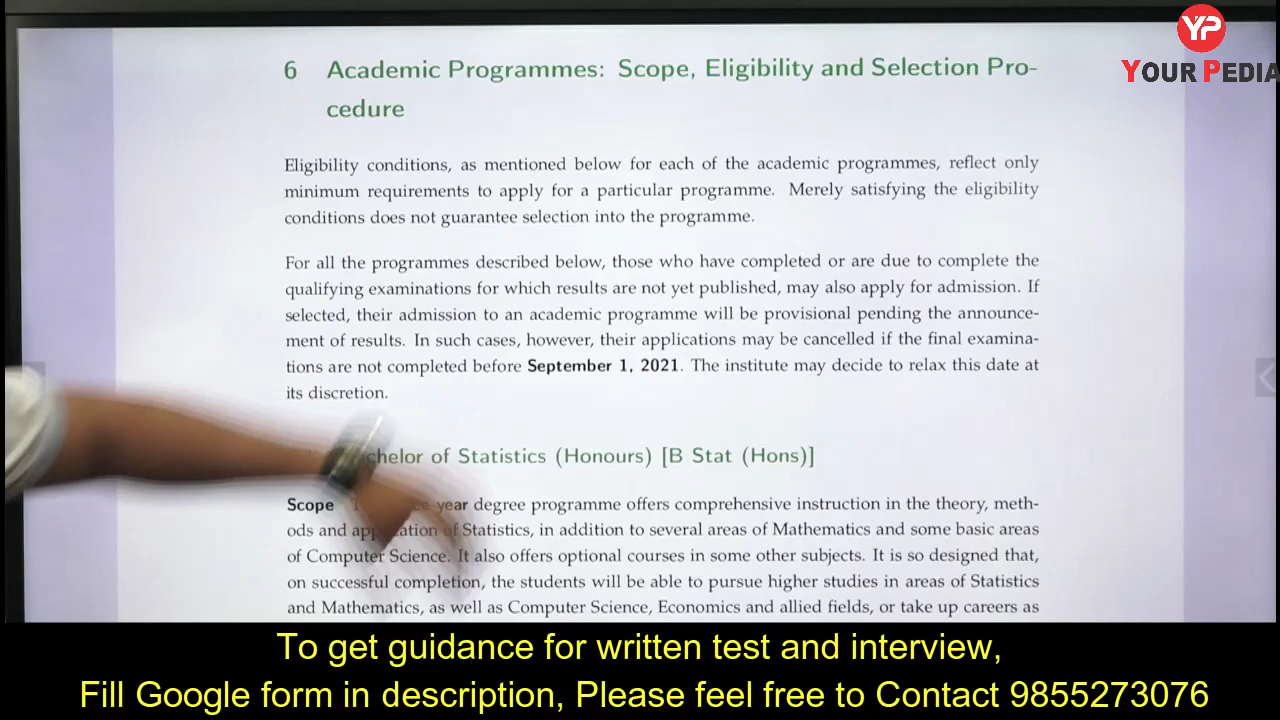 YP
YOUR PEDIA
6 Academic Programmes: Scope, Eligibility and Selection Pro-
cedure
Eligibility conditions, as mentioned below for each of the academic programmes, reflect only
minimum requirements to apply for a particular programme. Merely satisfying the eligibility
conditions does not guarantee selection into the programme.
For all the programmes described below, those who have completed or are due to complete the
qualifying examinations for which results are not yet published, may also apply for admission. If
selected, their admission to an academic programme will be provisional pending the announce-
ment of results. In such cases, however, their applications may be cancelled if the final examina-
tions are not completed before September 1, 2021. The institute may decide to relax this date at
its discretion.
chelor of Statistics (Honours) [B Stat (Hons)]
Scope year degree programme offers comprehensive instruction in the theory, meth-
ods and application of Statistics, in addition to several areas of Mathematics and some basic areas
of Computer Science. It also offers optional courses in some other subjects. It is so designed that,
on successful completion, the students will be able to pursue higher studies in areas of Statistics
and Mathematics, as well as Computer Science, Economics and allied fields, or take up careers as
To get guidance for written test and interview,
Fill Google form in description, Please feel free to Contact 9855273076